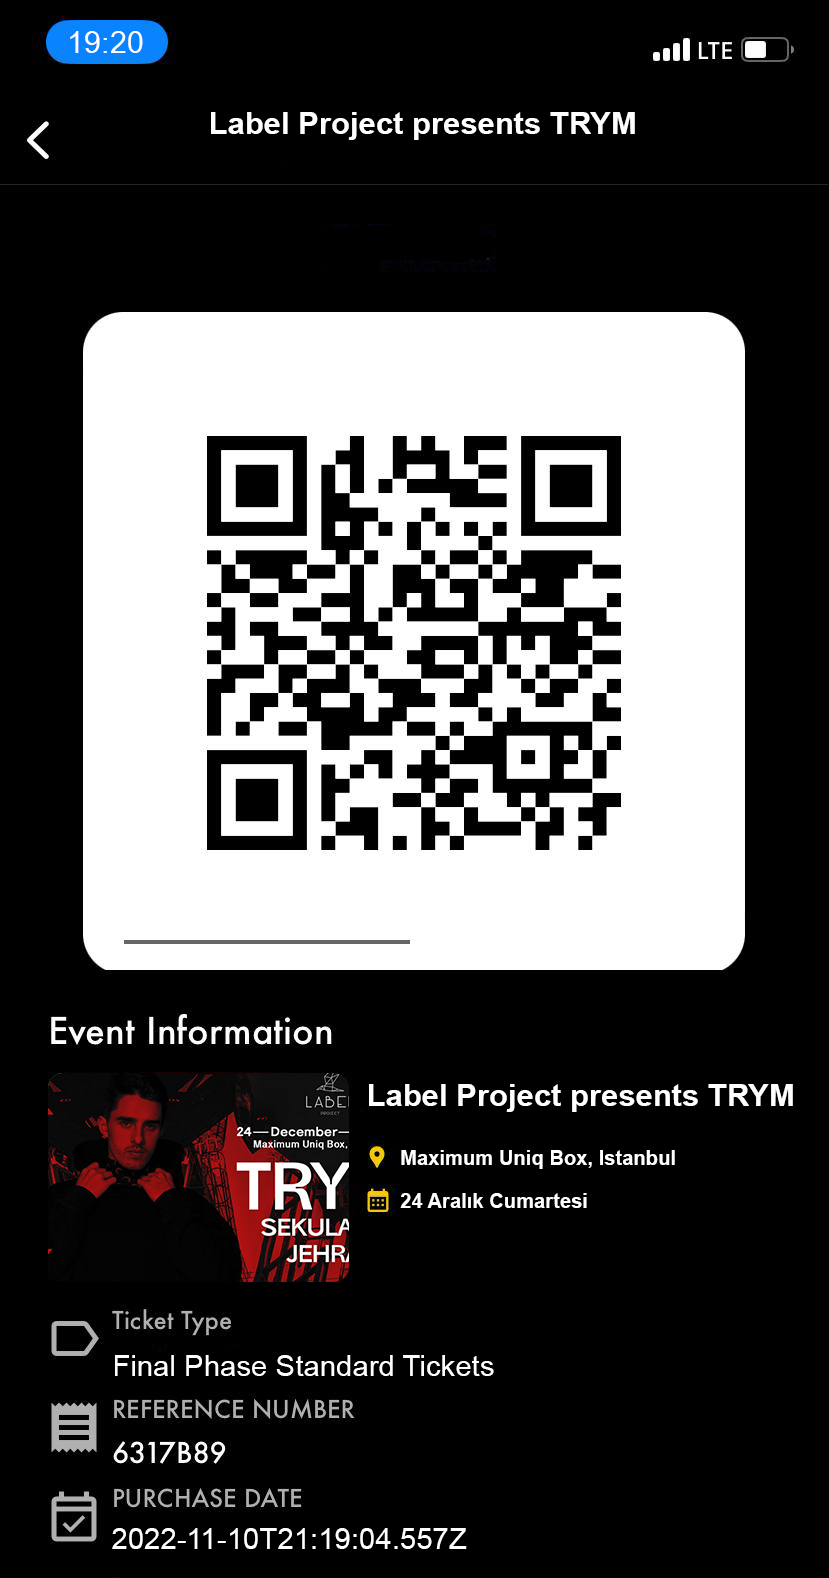 19:20
LTE
Label Project presents TRYM
Event Information
LABEL
PROJECT
24—December—
Maximum Uniq Box,
TRY
SEKULA
JEHRA
Label Project presents TRYM
Maximum Uniq Box, Istanbul
24 Aralık Cumartesi
Ticket Type
Final Phase Standard Tickets
REFERENCE NUMBER
6317B89
PURCHASE DATE
2022-11-10T21:19:04.557Z